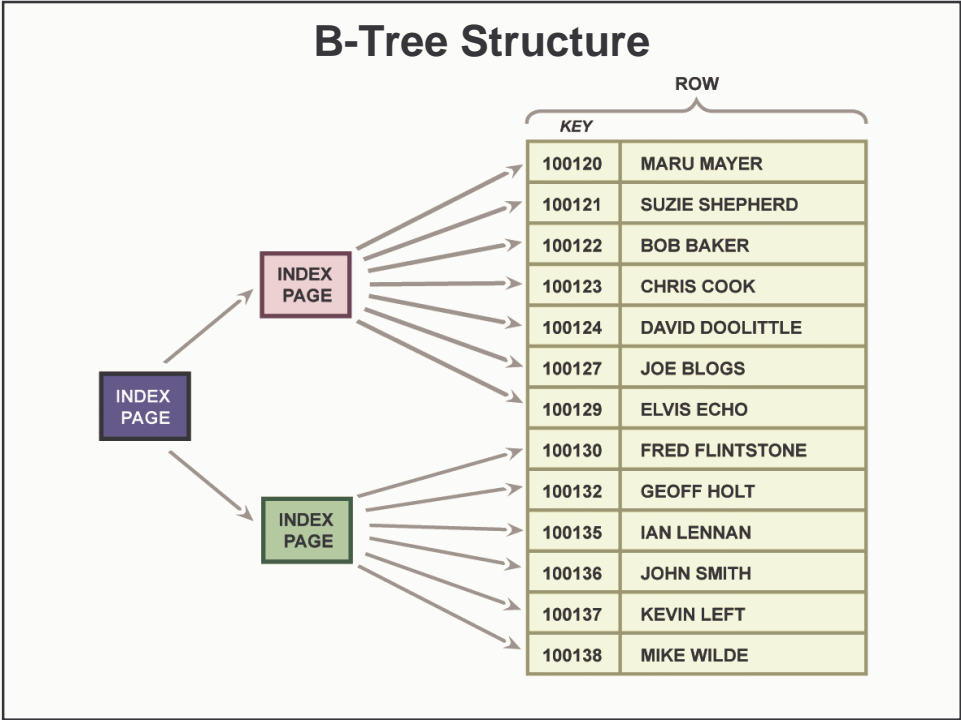 B-Tree Structure
ROW
KEY
100120 MARU MAYER
100121 SUZIE SHEPHERD
100122 BOB BAKER
100123 CHRIS COOK
100124 DAVID DOOLITTLE
100127 JOE BLOGS
100129 ELVIS ECHO
100130 FRED FLINTSTONE
100132 GEOFF HOLT
100135 IAN LENNAN
100136 JOHN SMITH
100137 KEVIN LEFT
100138 MIKE WILDE
INDEX
PAGE
INDEX
PAGE
INDEX
PAGE